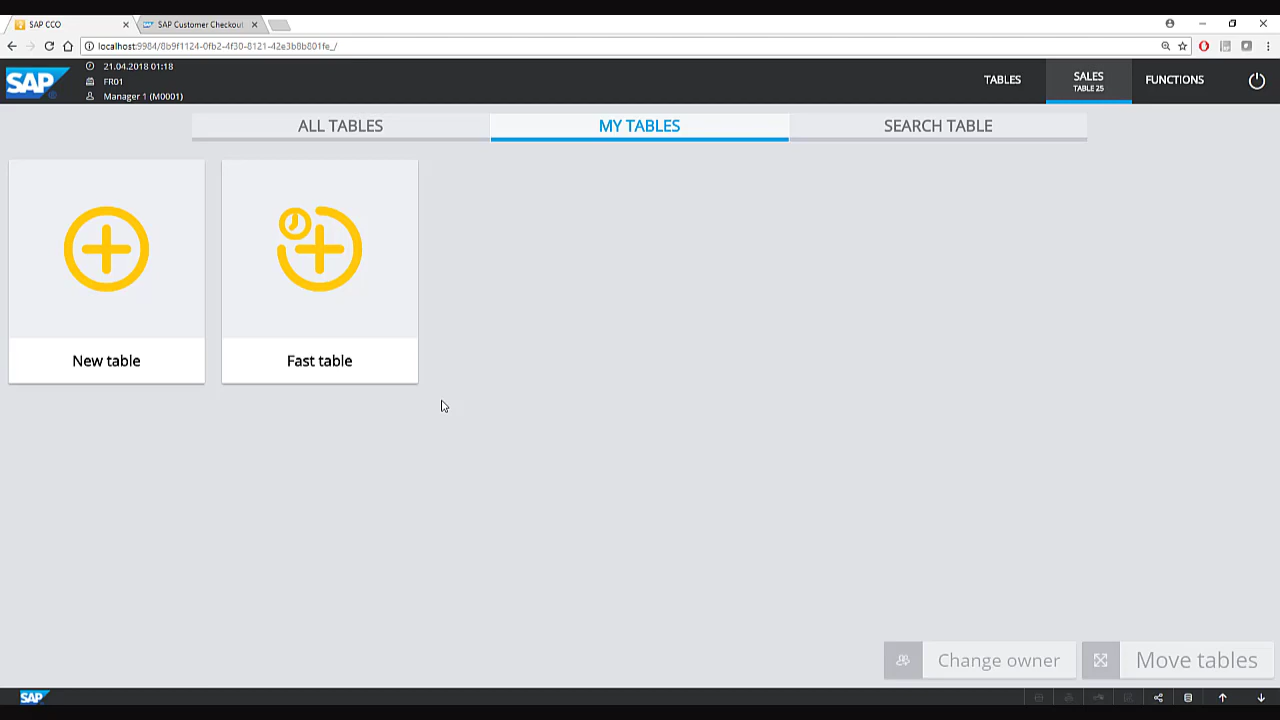 SAP CCO
SAP Customer Checkout
localhost:9984/8b9f1124-0fb2-4f30-8121-42e3b8b801fe_/
SAP
21.04.2018 01:18
FR01
Manager 1 (M0001)
TABLES
SALES
TABLE 25
FUNCTIONS
ALL TABLES
MY TABLES
SEARCH TABLE
New table
Fast table
Change owner
Move tables
SAP